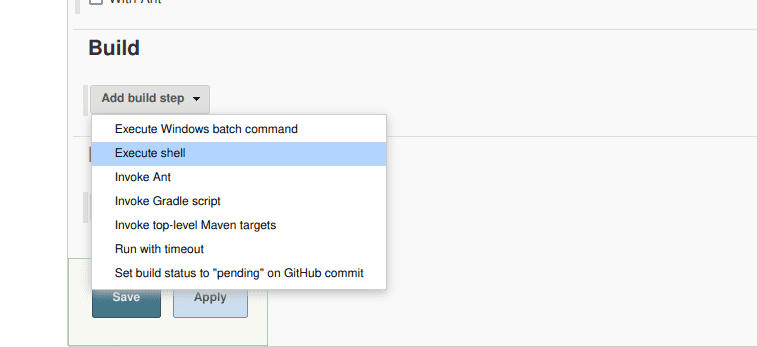 With Ant
Build
Add build step
Execute Windows batch command
Execute shell
Invoke Ant
Invoke Gradle script
Invoke top-level Maven targets
Run with timeout
Set build status to "pending" on GitHub commit
Save
Apply